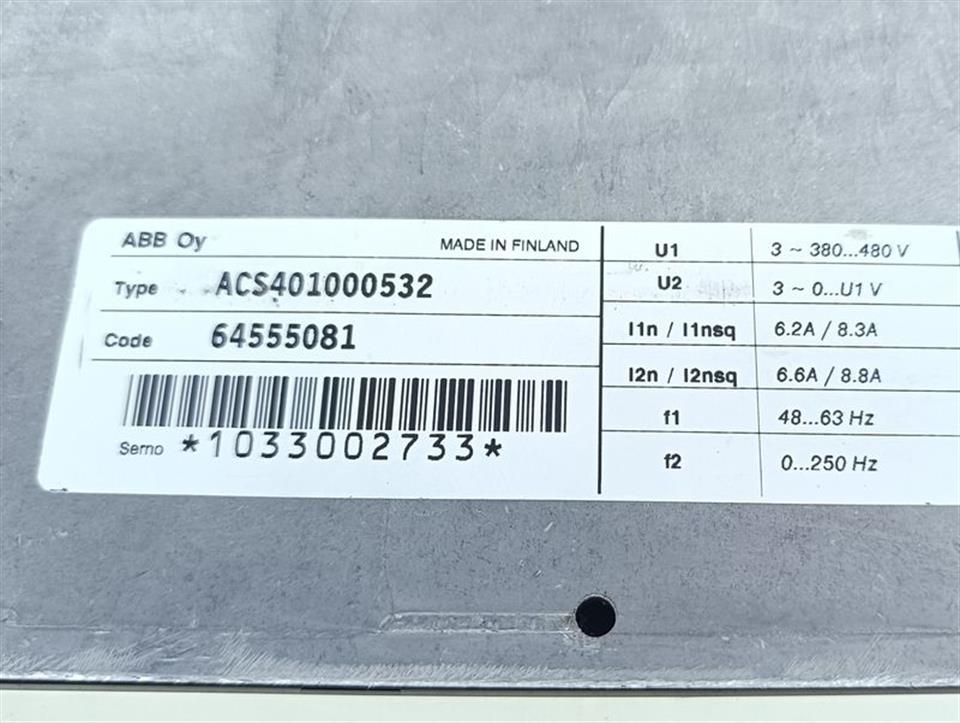 ABB Oy
MADE IN FINLAND
Type ACS401000532
Code 64555081
Serno *1033002733*
U1 3 ~ 380...480 V
U2 3 ~ 0...U1 V
I1n / I1nsq 6.2A / 8.3A
I2n / I2nsq 6.6A / 8.8A
f1 48...63 Hz
f2 0...250 Hz